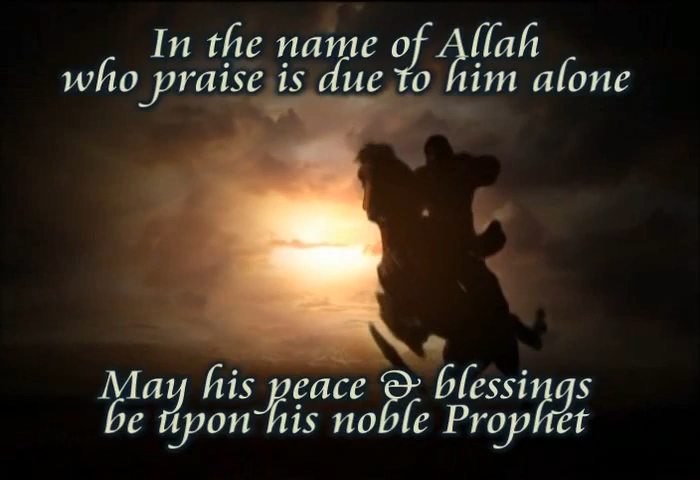 In the name of Allah
who praise is due to him alone
May his peace & blessings
be upon his noble Prophet